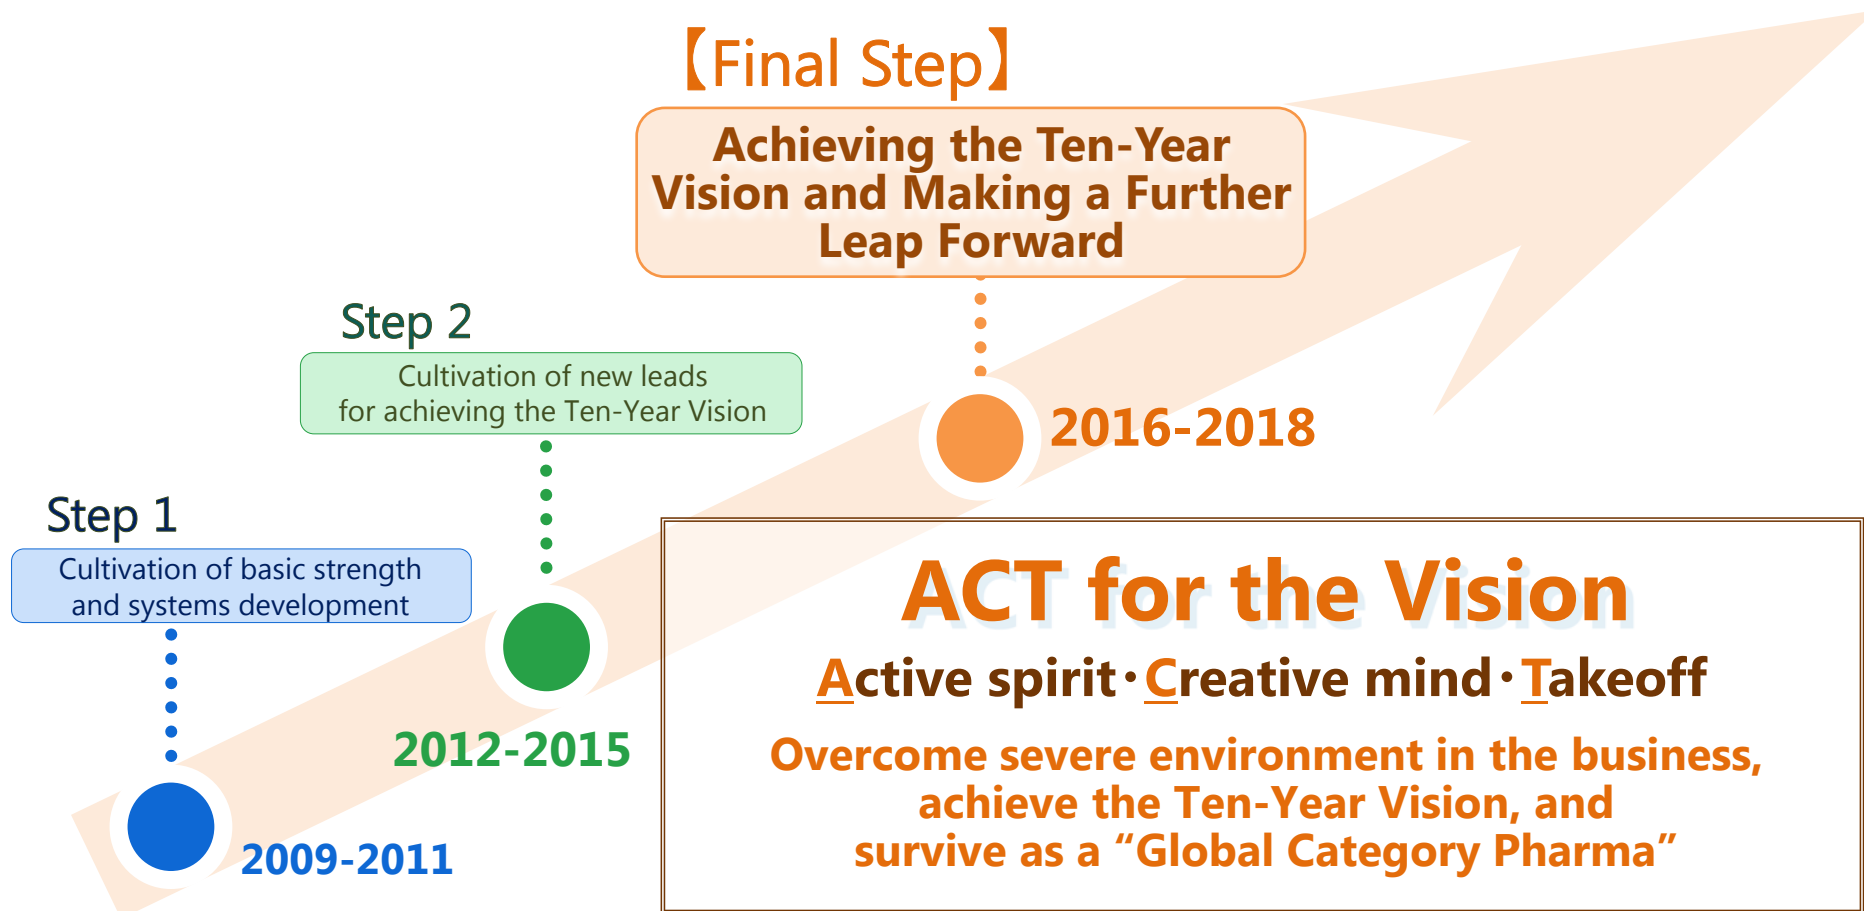 【Final Step】
Achieving the Ten-Year
Vision and Making a Further
Leap Forward
Step 2
Cultivation of new leads
for achieving the Ten-Year Vision
2016-2018
Step 1
Cultivation of basic strength
and systems development
2012-2015
2009-2011
ACT for the Vision
Active spirit・Creative mind・Takeoff
Overcome severe environment in the business,
achieve the Ten-Year Vision, and
survive as a “Global Category Pharma”